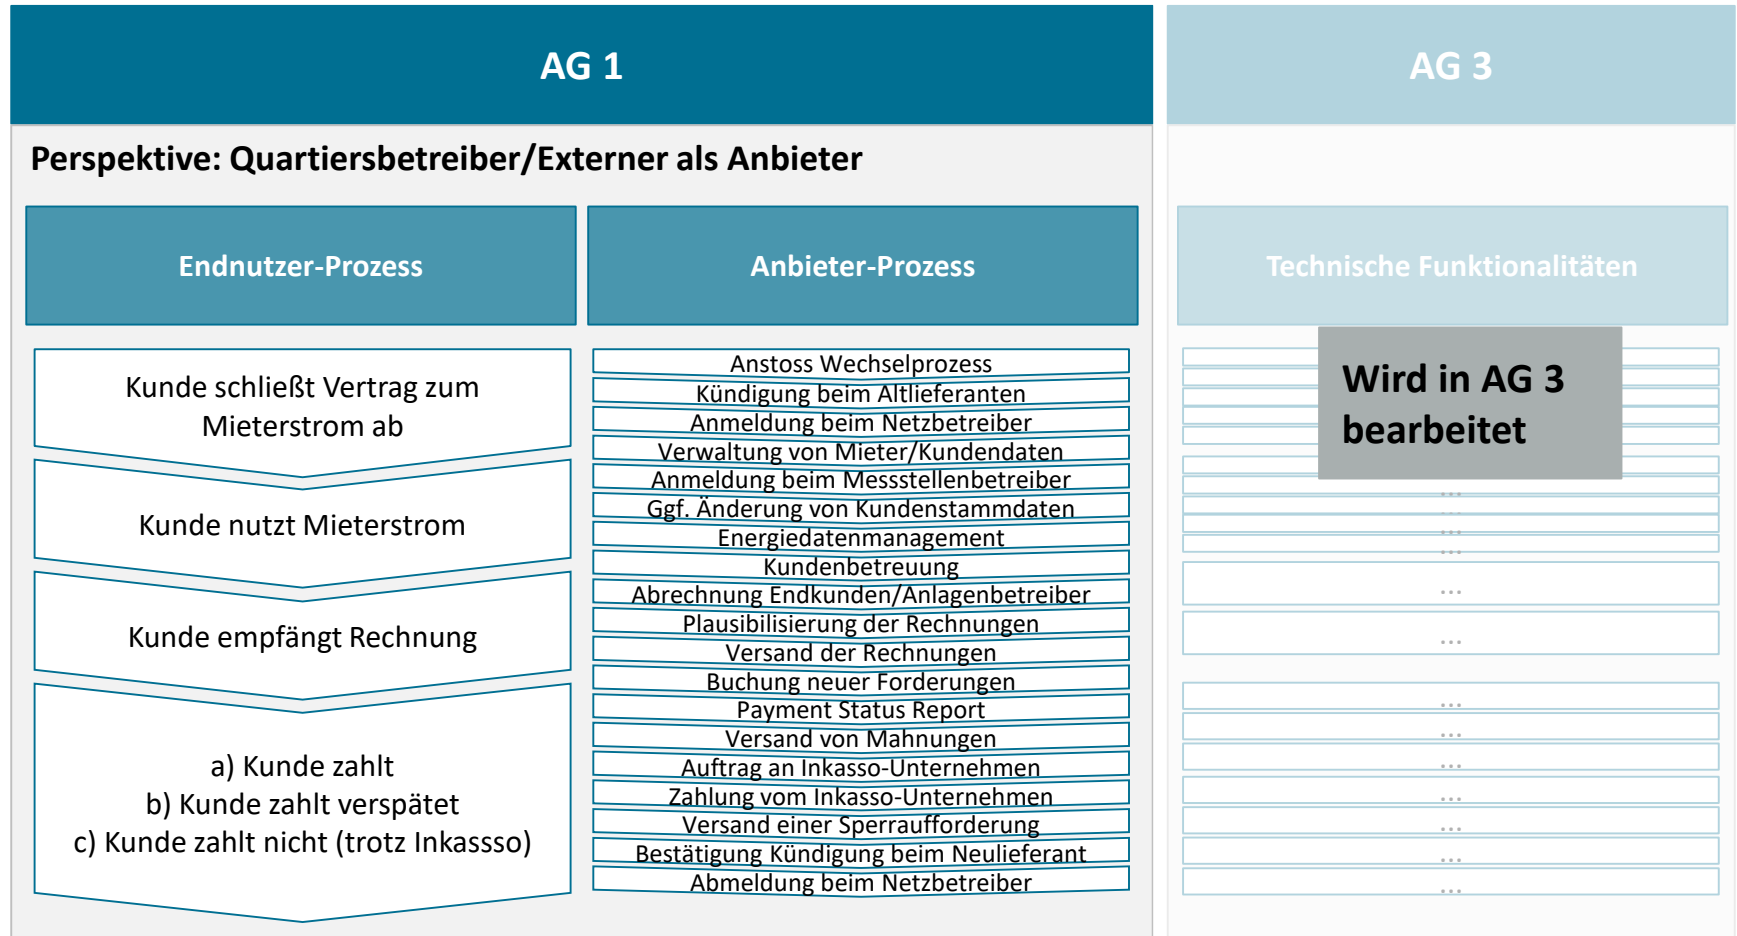 AG 1
AG 3
Perspektive: Quartiersbetreiber/Externer als Anbieter
Endnutzer-Prozess
Anbieter-Prozess
Technische Funktionalitäten
Kunde schließt Vertrag zum
Mieterstrom ab
Kunde nutzt Mieterstrom
Kunde empfängt Rechnung
a) Kunde zahlt
b) Kunde zahlt verspätet
c) Kunde zahlt nicht (trotz Inkassso)
Anstoss Wechselprozess
Kündigung beim Altlieferanten
Anmeldung beim Netzbetreiber
Verwaltung von Mieter/Kundendaten
Anmeldung beim Messstellenbetreiber
Ggf. Änderung von Kundenstammdaten
Energiedatenmanagement
Kundenbetreuung
Abrechnung Endkunden/Anlagenbetreiber
Plausibilisierung der Rechnungen
Versand der Rechnungen
Buchung neuer Forderungen
Payment Status Report
Versand von Mahnungen
Auftrag an Inkasso-Unternehmen
Zahlung vom Inkasso-Unternehmen
Versand einer Sperraufforderung
Bestätigung Kündigung beim Neulieferant
Abmeldung beim Netzbetreiber
Wird in AG 3
bearbeitet
...
...
...
...
...
...
...
...
...
...
...
...
...